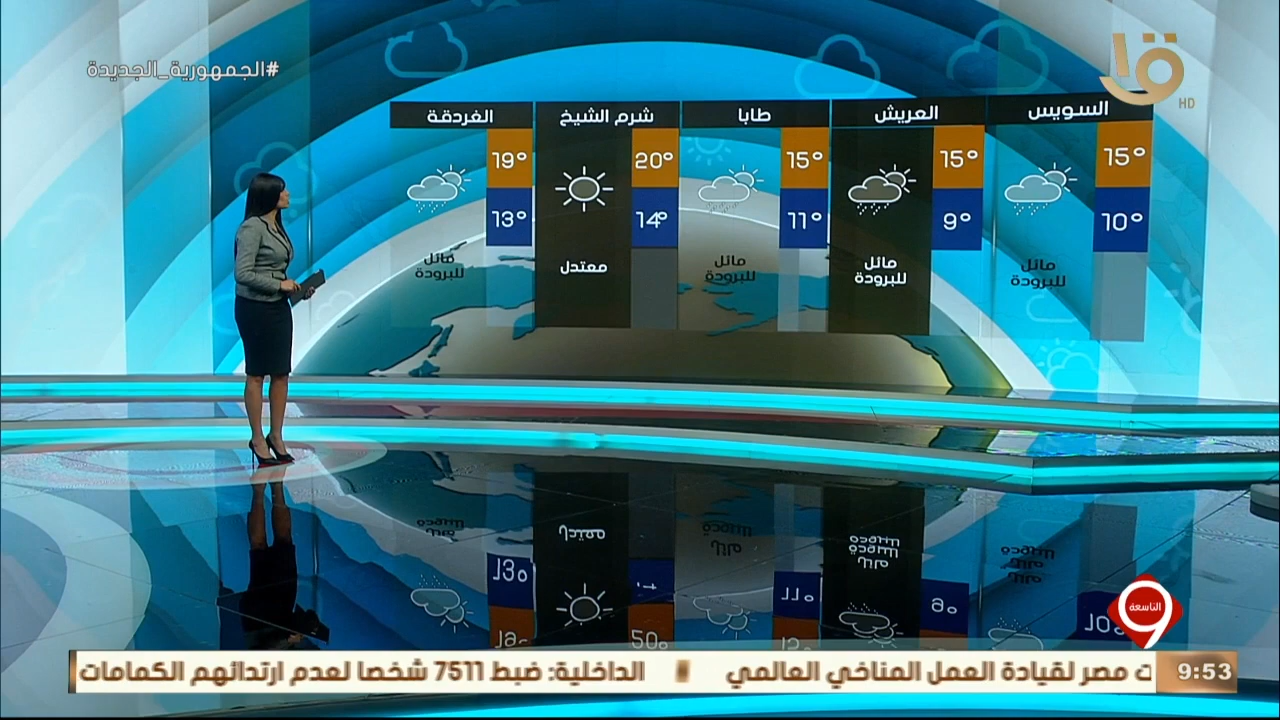 #الجمهورية_الجديدة
ق1
HD
السويس
العريش
طابا
شرم الشيخ
الغردقة
15°
15°
15°
20°
19°
10°
9°
11°
14°
13°
مائل
للبرودة
مائل
للبرودة
مائل
للبرودة
معتدل
مائل
للبرودة
التاسعة
9
9:53
ت مصر لقيادة العمل المناخي العالمي
الداخلية: ضبط 7511 شخصا لعدم ارتدائهم الكمامات